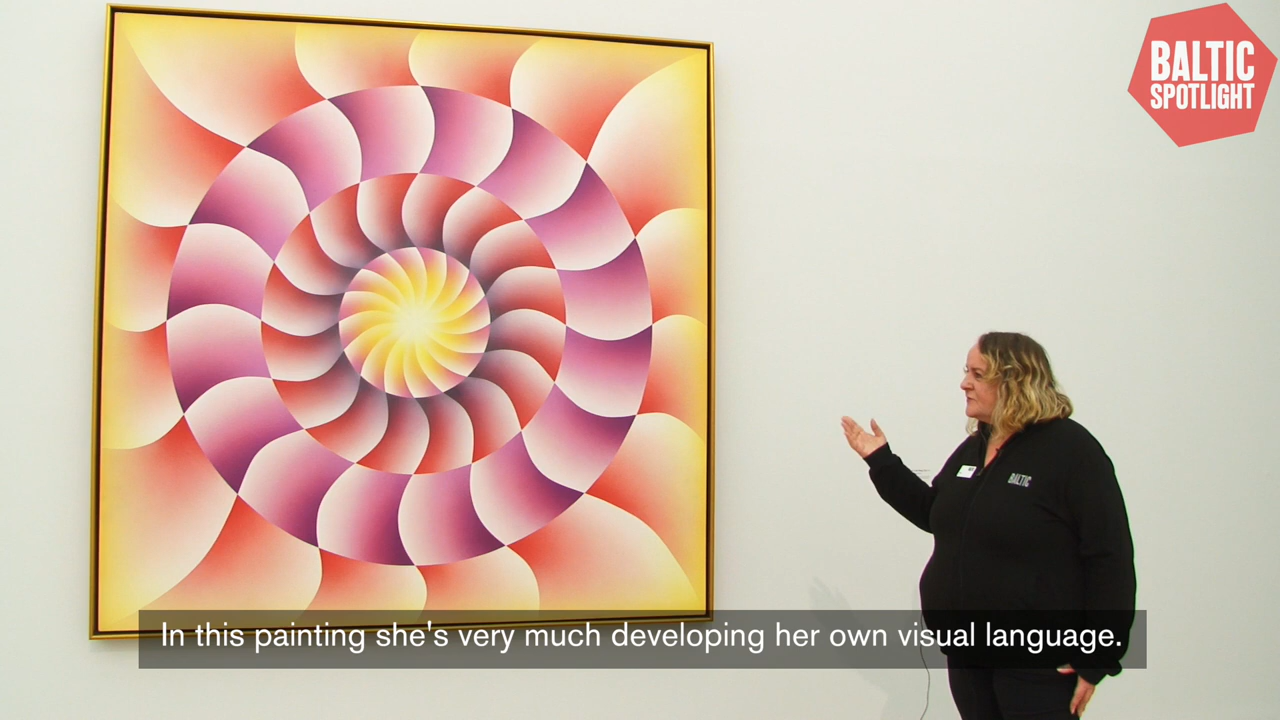 BALTIC
SPOTLIGHT
BALTIC
In this painting she's very much developing her own visual language.